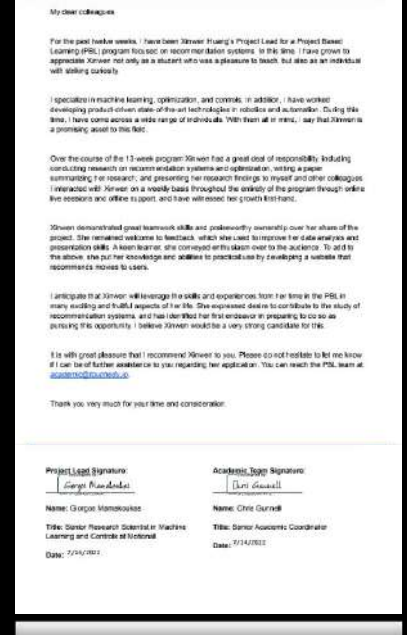 My dear colleagues
For the past twelve weeks, I have been Xinwen Huang's Project Lead for a Project Based
Learning (PBL) program focused on recommendation systems. In this time, I have grown to
appreciate Xinwen not only as a student who was a pleasure to teach, but also as an individual
with striking curiosity
I specialize in machine learning, optimization, and controls. In addition, I have worked
developing product-driven state-of-the-art technologies in robotics and automation. During this
time, I have come across a wide range of individuals. With them all in mind, I say that Xinwen is
a promising asset to this field.
Over the course of the 13-week program Xinwen had a great deal of responsibility, including
conducting research on recommendation systems and optimization, writing a paper
summarizing her research, and presenting her research findings to myself and other colleagues
I interacted with Xinwen on a weekly basis throughout the entirety of the program through online
live sessions and offline support, and have witnessed her growth first-hand.
Xinwen demonstrated great teamwork skills and praiseworthy ownership over her share of the
project. She remained welcome to feedback, which she used to improve her data analysis and
presentation skills. A keen learner, she conveyed enthusiasm over to the audience. To add to
the above, she put her knowledge and abilities to practical use by developing a website that
recommends movies to users.
I anticipate that Xinwen will leverage the skills and experiences from her time in the PBL in
many exciting and fruitful aspects of her life. She expressed desire to contribute to the study of
recommendation systems, and has identified her first endeavor in preparing to do so as
pursuing this opportunity. I believe Xinwen would be a very strong candidate for this
It is with great pleasure that I recommend Xinwen to you. Please do not hesitate to let me know
if I can be of further assistance to you regarding her application. You can reach the PBL team at
Thank you very much for your time and consideration.
Project Lead Signature: Academic Team Signature:
Name: Giorgos Mamakoukas Name: Chris Gurnell
Title: Senior Research Scientist in Machine Title: Senior Academic Coordinator
Learning and Controls at Motional
Date: Date: 7/14/2022